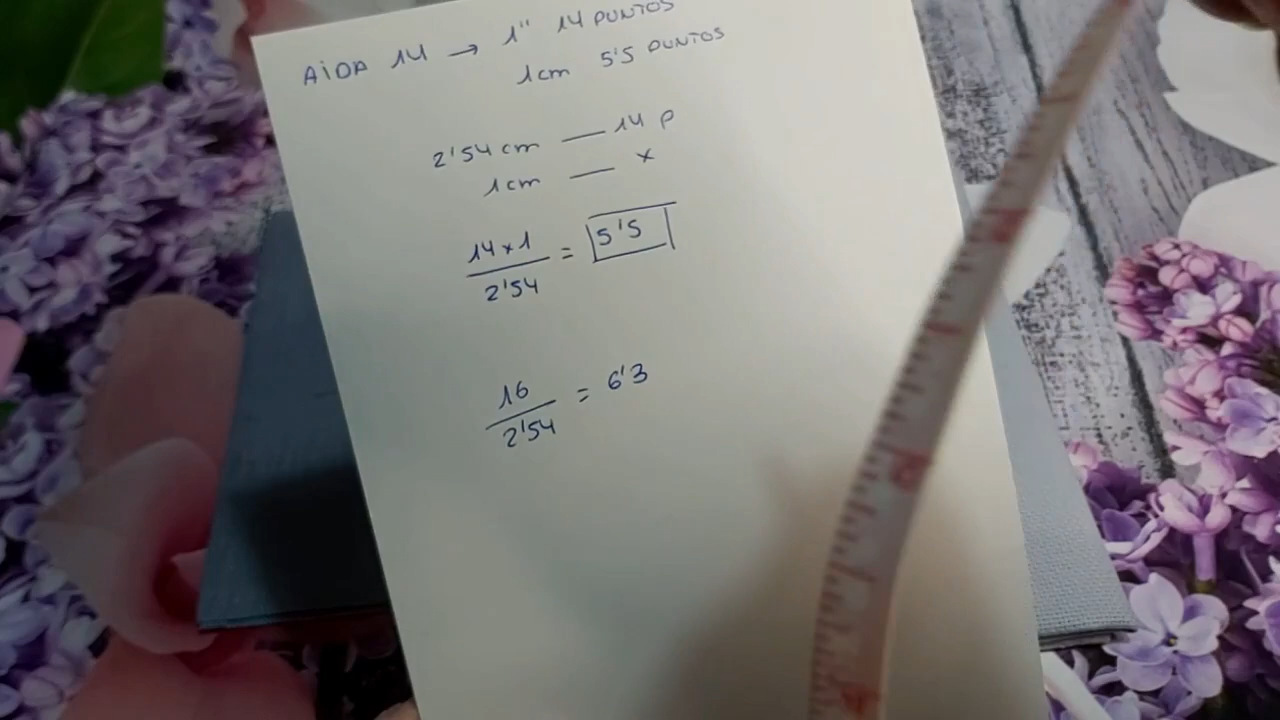 AiDA 14 → 1" 14 PUNTOS
1cm 5'5 PUNTOS
2'54 cm — 14 P
1cm — x
14 x 1
2'54
= 5'5
16
2'54
= 6'3